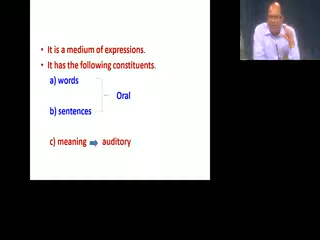 • It is a medium of expressions.
• It has the following constituents.
a) words
Oral
b) sentences
c) meaning auditory